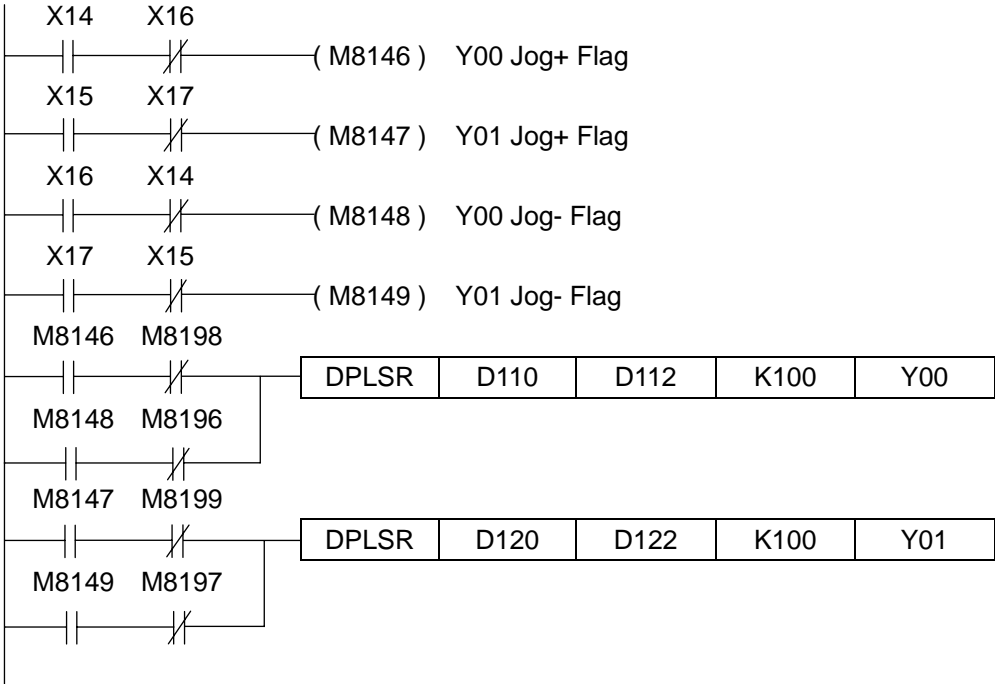 X14 X16
( M8146 ) Y00 Jog+ Flag
X15 X17
( M8147 ) Y01 Jog+ Flag
X16 X14
( M8148 ) Y00 Jog- Flag
X17 X15
( M8149 ) Y01 Jog- Flag
M8146 M8198
DPLSR D110 D112 K100 Y00
M8148 M8196
M8147 M8199
DPLSR D120 D122 K100 Y01
M8149 M8197